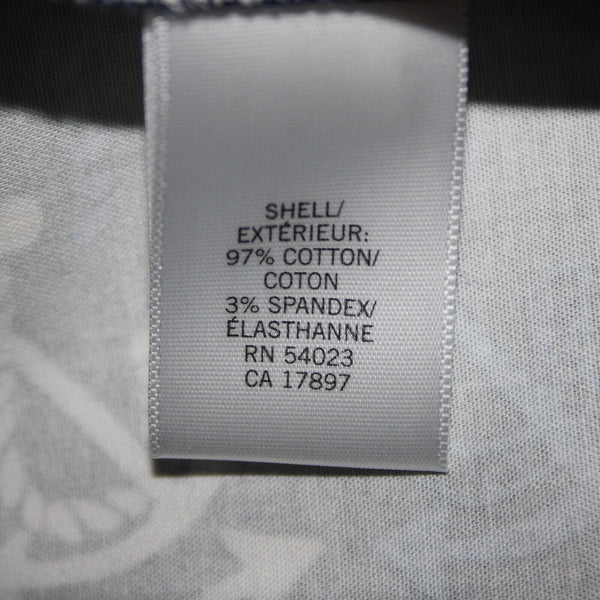 SHELL/
EXTÉRIEUR:
97% COTTON/
COTON
3% SPANDEX/
ÉLASTHANNE
RN 54023
CA 17897